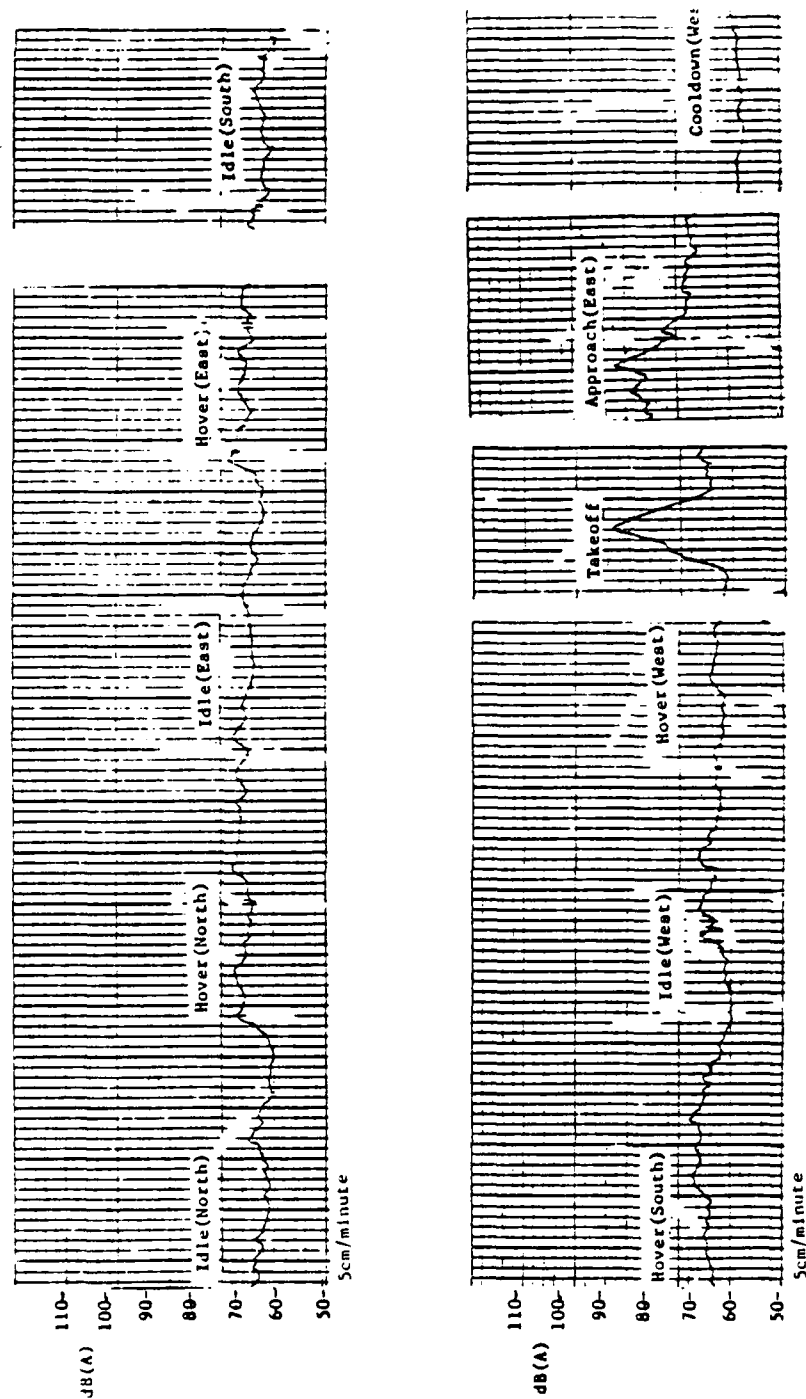 dB(A)
110-
100-
90-
80-
70-
60-
50-
Idle(North)
Hover(North)
Idle(East)
Hover(East)
Idle(South)
5cm/minute
dB(A)
110-
100-
90-
80-
70-
60-
50-
Hover(South)
Idle(West)
Hover(West)
Takeoff
Approach(East)
Cooldown(Wes
5cm/minute